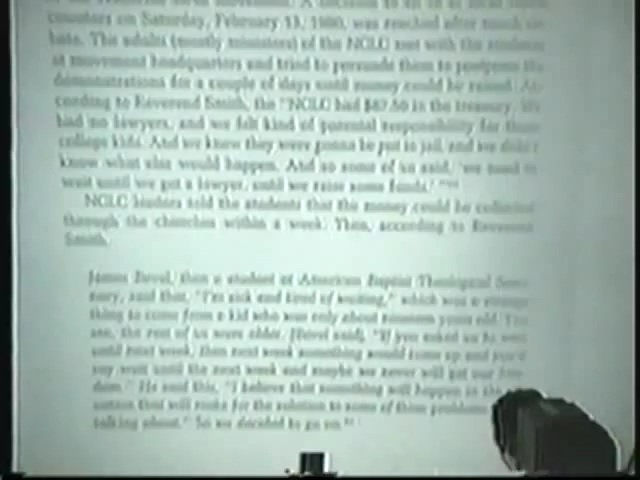 counters on Saturday, February 13, 1960, was reached after much de-
bate. The adults (mostly ministers) of the NCLC met with the students
at movement headquarters and tried to persuade them to postpone the
demonstrations for a couple of days until money could be raised. Ac-
cording to Reverend Smith, the "NCLC had $87.50 in the treasury. We
had no lawyers, and we felt kind of parental responsibility for those
college kids. And we knew they were gonna be put in jail, and we didn't
know what else would happen. And so some of us said, 'we need to
wait until we get a lawyer, until we raise some funds.' "
NCLC leaders told the students that the money could be collected
through the churches within a week. Then, according to Reverend
Smith,
James Bevel, then a student at American Baptist Theological Sem-
inary, said that, "I'm sick and tired of waiting," which was a strange
thing to come from a kid who was only about nineteen years old. You
see, the rest of us were older. [Bevel said], "If you asked us to wait
until next week, then next week something would come up and you'd
say wait until the next week and maybe we never will get our free-
dom." He said this, "I believe that something will happen in the
uation that will make for the solution to some of these problems
talking about." So we decided to go on."